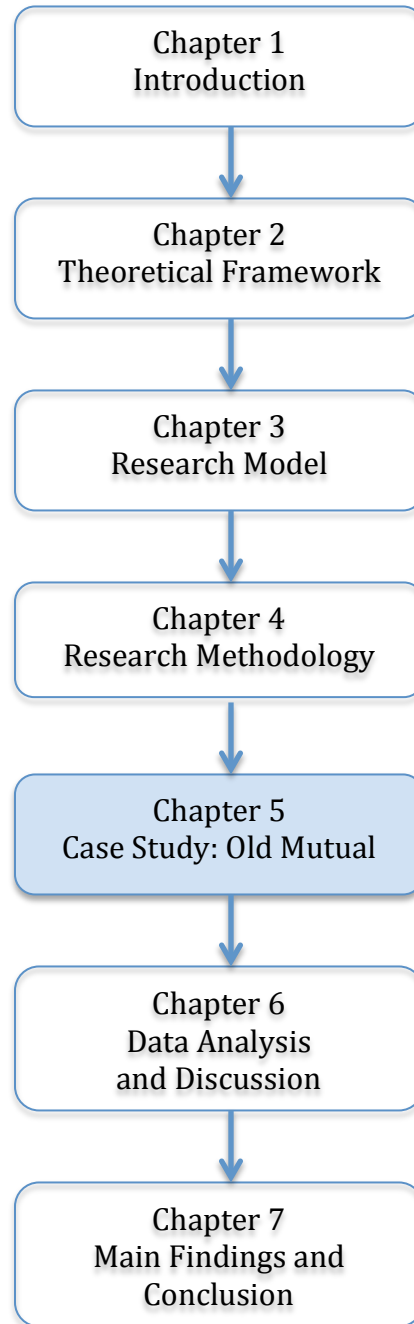 Chapter 1
Introduction
Chapter 2
Theoretical Framework
Chapter 3
Research Model
Chapter 4
Research Methodology
Chapter 5
Case Study: Old Mutual
Chapter 6
Data Analysis
and Discussion
Chapter 7
Main Findings and
Conclusion